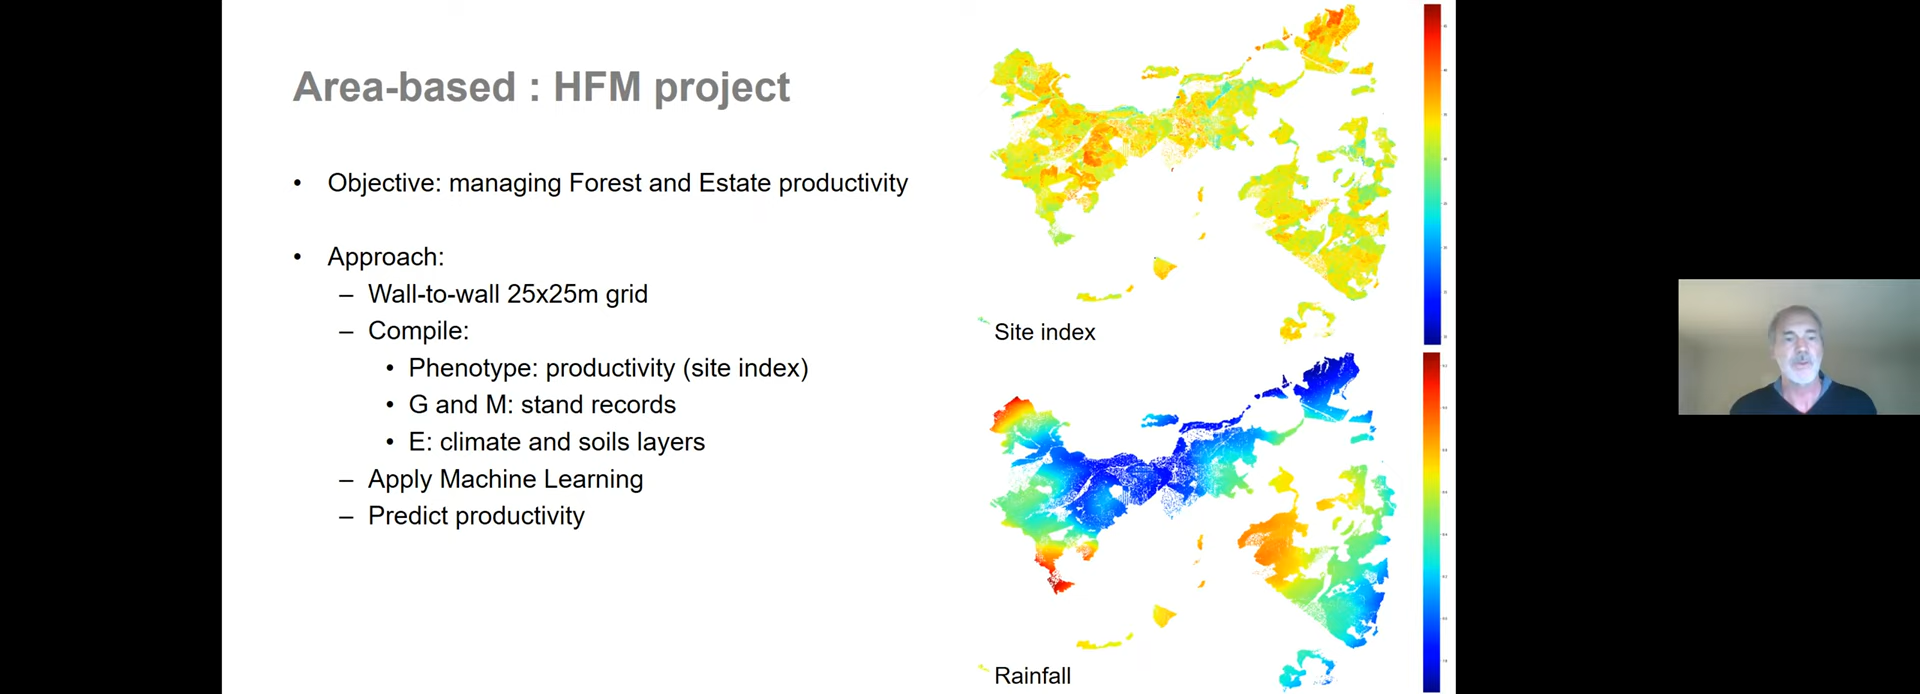 Area-based : HFM project
• Objective: managing Forest and Estate productivity
• Approach:
– Wall-to-wall 25x25m grid
– Compile:
• Phenotype: productivity (site index)
• G and M: stand records
• E: climate and soils layers
– Apply Machine Learning
– Predict productivity
Site index
Rainfall